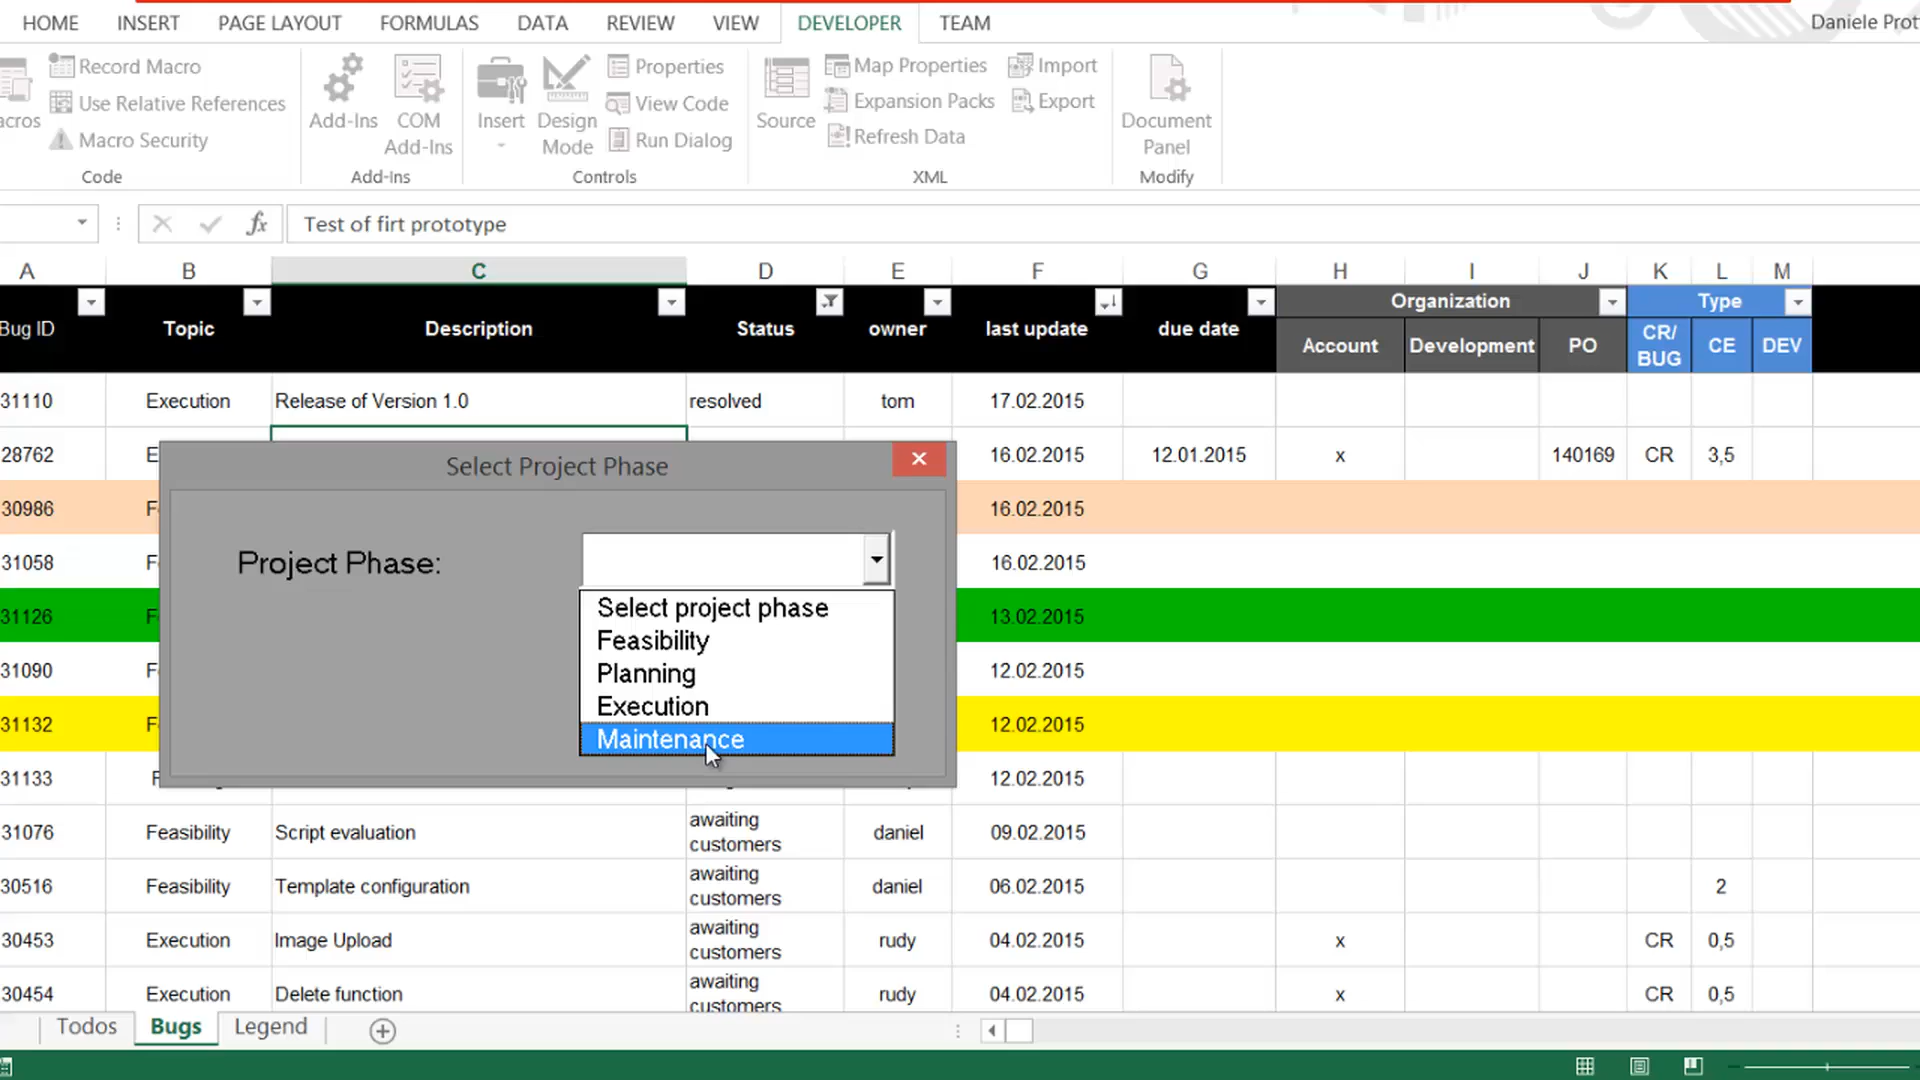 HOME INSERT PAGE LAYOUT FORMULAS DATA REVIEW VIEW DEVELOPER TEAM Daniele
Record Macro Properties Map Properties Import
Use Relative References View Code Expansion Packs Export
Add-Ins COM Add-Ins Insert Design Mode Source Document Panel
Macro Security Run Dialog Refresh Data
Code Add-Ins Controls XML Modify
fx Test of firt prototype
A B C D E F G H I J K L M
Organization Type
Bug ID Topic Description Status owner last update due date Account Development PO CR/ BUG CE DEV
31110 Execution Release of Version 1.0 resolved tom 17.02.2015
28762 E 16.02.2015 12.01.2015 x 140169 CR 3,5
Select Project Phase
30986 16.02.2015
Project Phase:
31058 16.02.2015
Select project phase
31126 13.02.2015
Feasibility
31090 12.02.2015
Planning
Execution
31132 12.02.2015
Maintenance
31133 12.02.2015
31076 Feasibility Script evaluation awaiting customers daniel 09.02.2015
30516 Feasibility Template configuration awaiting customers daniel 06.02.2015 2
30453 Execution Image Upload awaiting customers rudy 04.02.2015 x CR 0,5
30454 Execution Delete function awaiting customers rudy 04.02.2015 x CR 0,5
Todos Bugs Legend